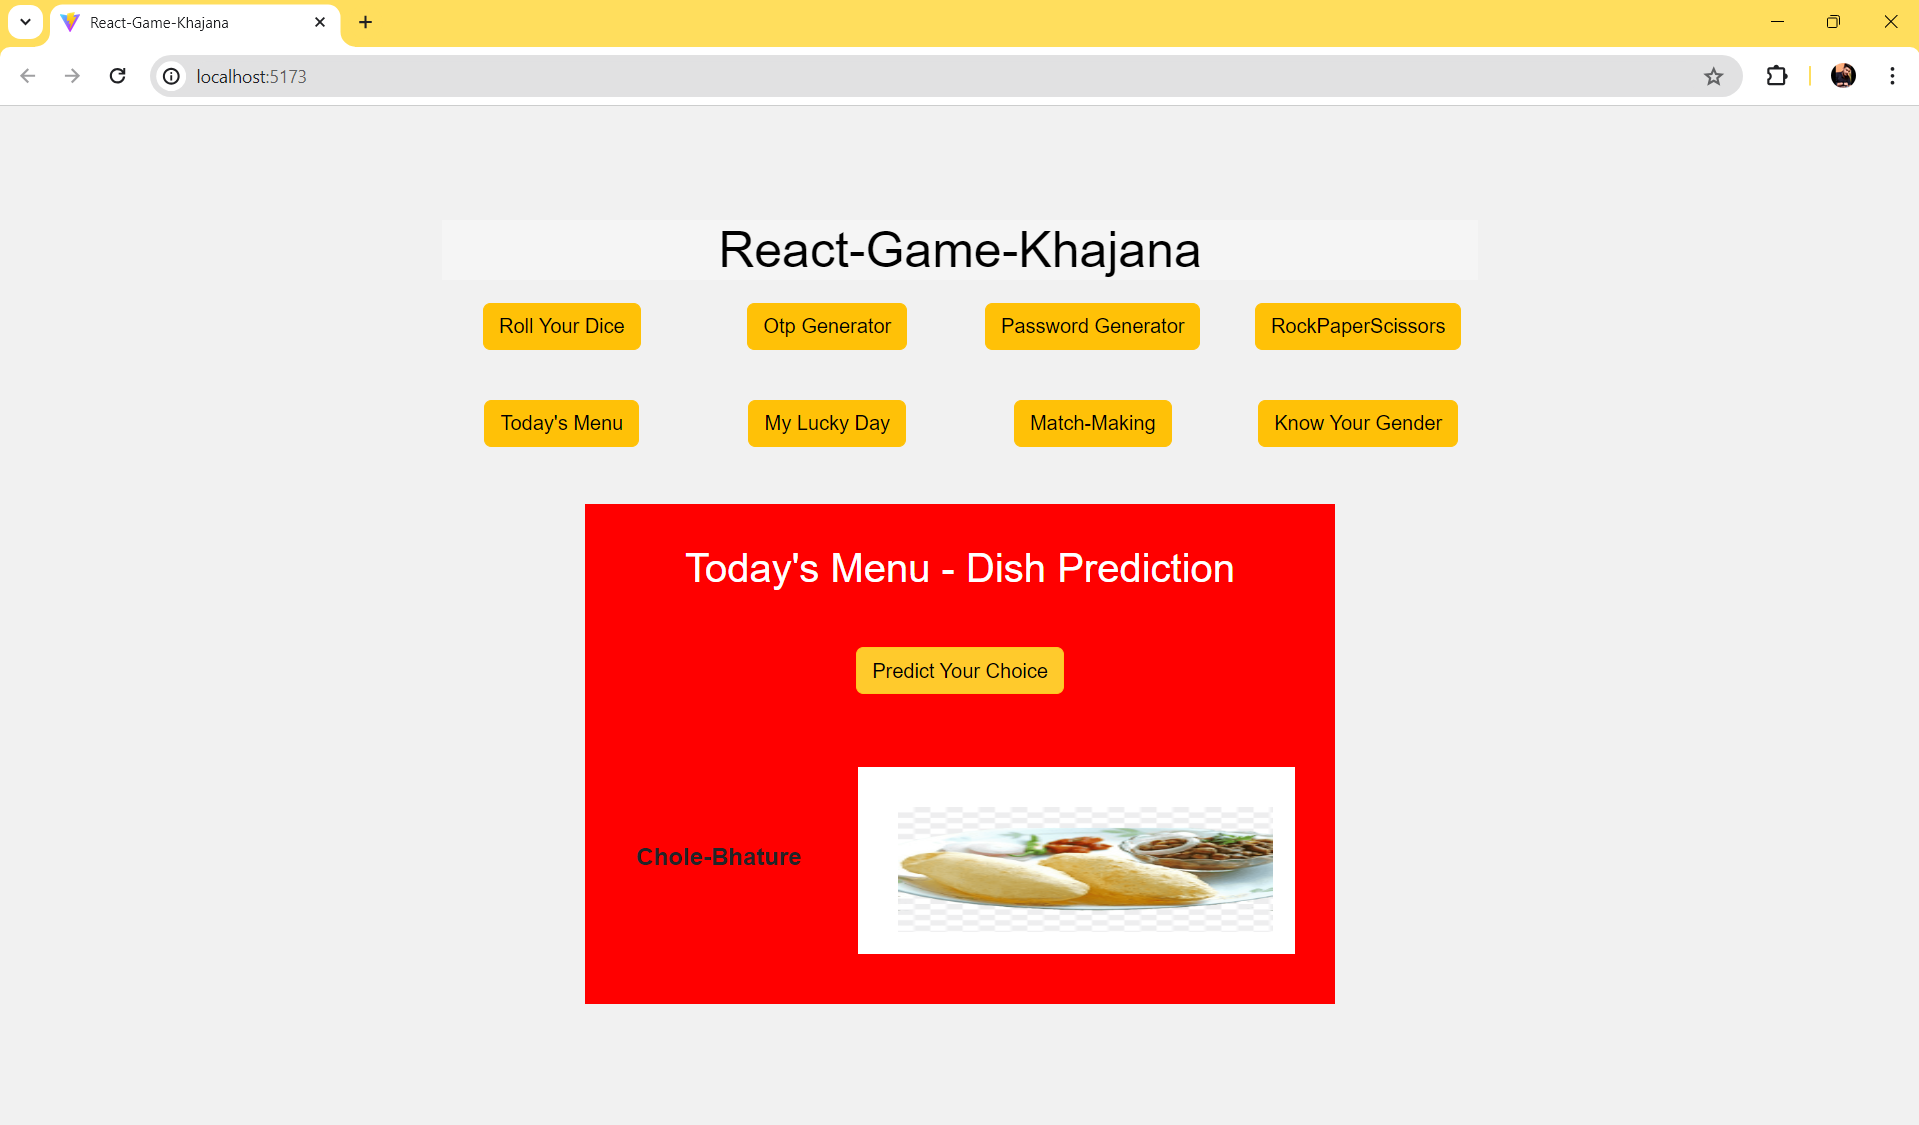 React-Game-Khajana
localhost:5173
React-Game-Khajana
Roll Your Dice Otp Generator Password Generator RockPaperScissors
Today's Menu My Lucky Day Match-Making Know Your Gender
Today's Menu - Dish Prediction
Predict Your Choice
Chole-Bhature